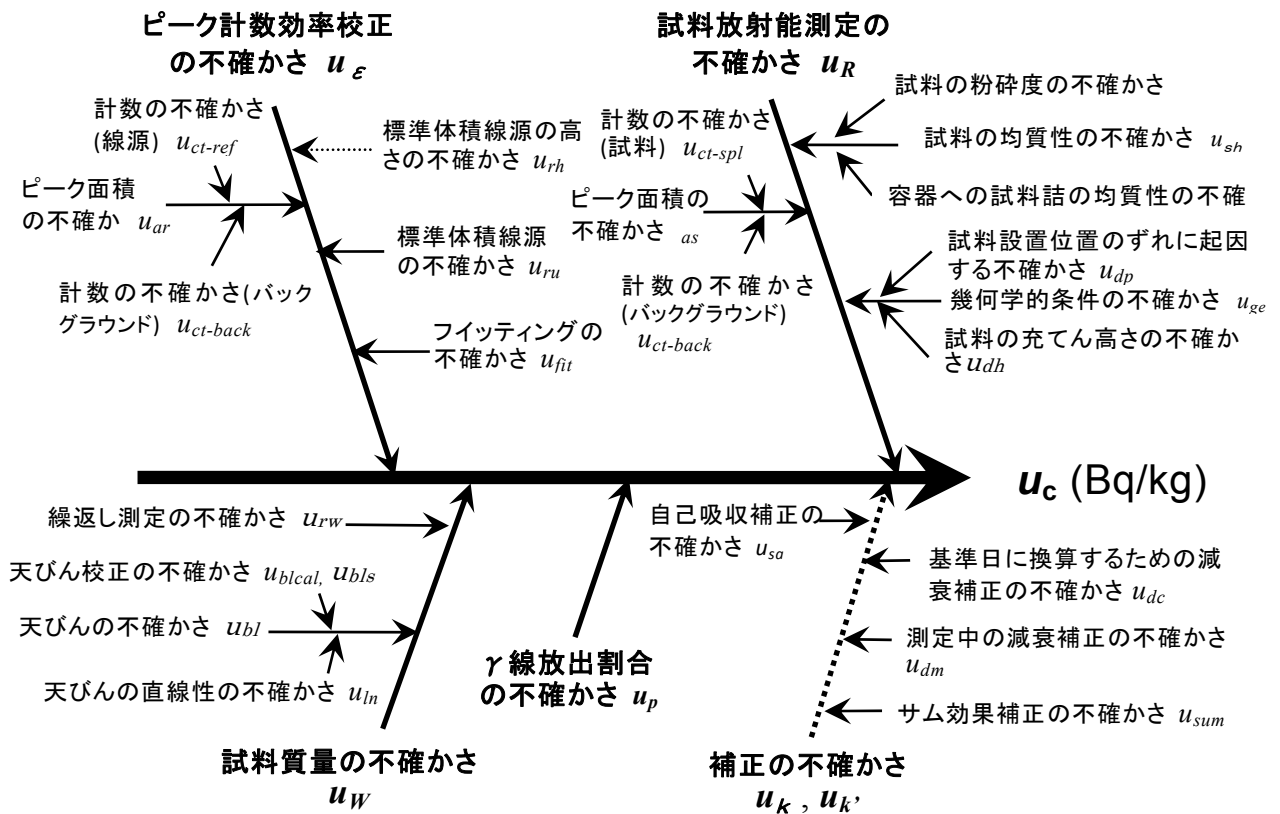 ピーク計数効率校正
の不確かさ uε
計数の不確かさ
(線源) uct-ref
標準体積線源の高
さの不確かさ urh
ピーク面積
の不確か uar
標準体積線源
の不確かさ uru
計数の不確かさ(バック
グラウンド) uct-back
フイッティングの
不確かさ ufit
試料放射能測定の
不確かさ uR
試料の粉砕度の不確かさ
計数の不確かさ
(試料) uct-spl
試料の均質性の不確かさ ush
容器への試料詰の均質性の不確
ピーク面積の
不確かさ as
試料設置位置のずれに起因
する不確かさ udp
計数の不確かさ
(バックグラウンド)
uct-back
幾何学的条件の不確かさ uge
試料の充てん高さの不確か
さudh
uc (Bq/kg)
繰返し測定の不確かさ urw
天びん校正の不確かさ ublcal, ubls
天びんの不確かさ ubl
天びんの直線性の不確かさ uln
試料質量の不確かさ
uW
γ線放出割合
の不確かさ up
自己吸収補正の
不確かさ usa
基準日に換算するための減
衰補正の不確かさ udc
測定中の減衰補正の不確かさ
udm
サム効果補正の不確かさ usum
補正の不確かさ
uk , uk’